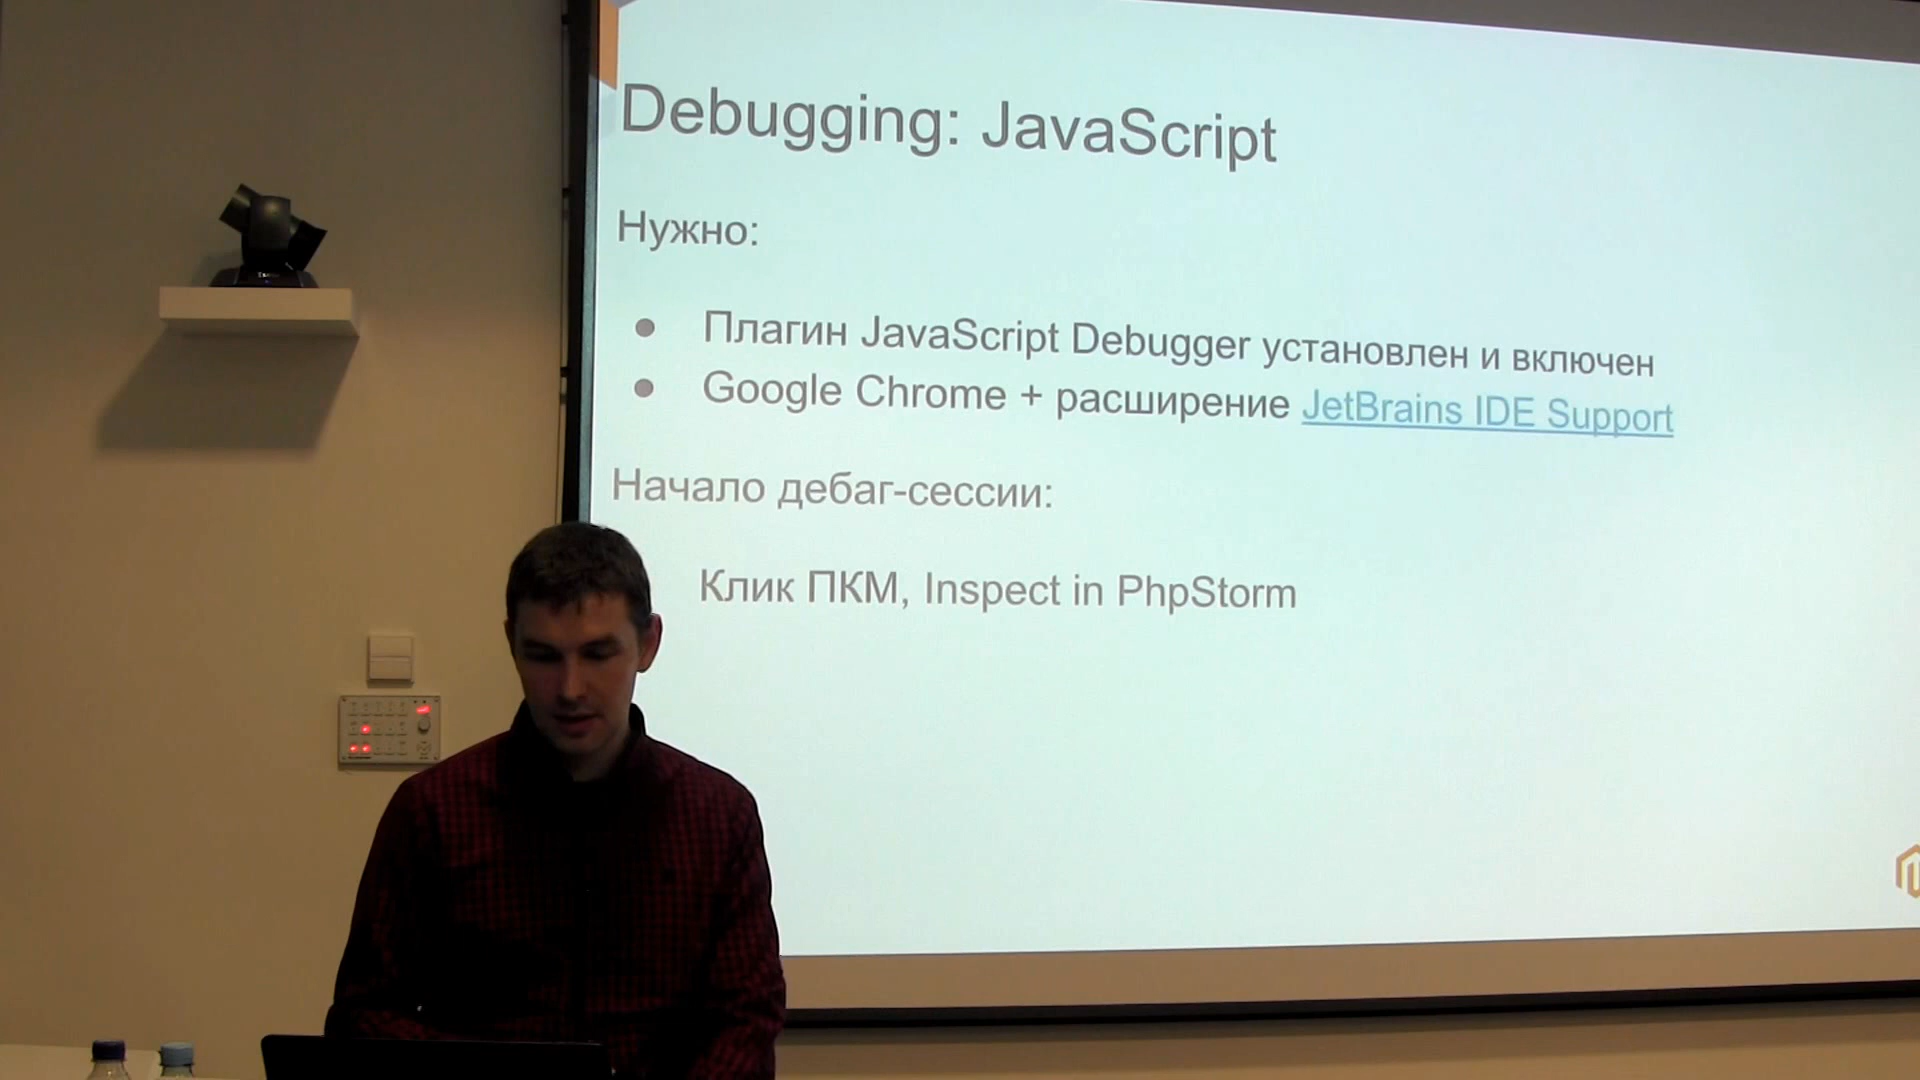 Debugging: JavaScript
Нужно:
● Плагин JavaScript Debugger установлен и включен
● Google Chrome + расширение JetBrains IDE Support
Начало дебаг-сессии:
Клик ПКМ, Inspect in PhpStorm